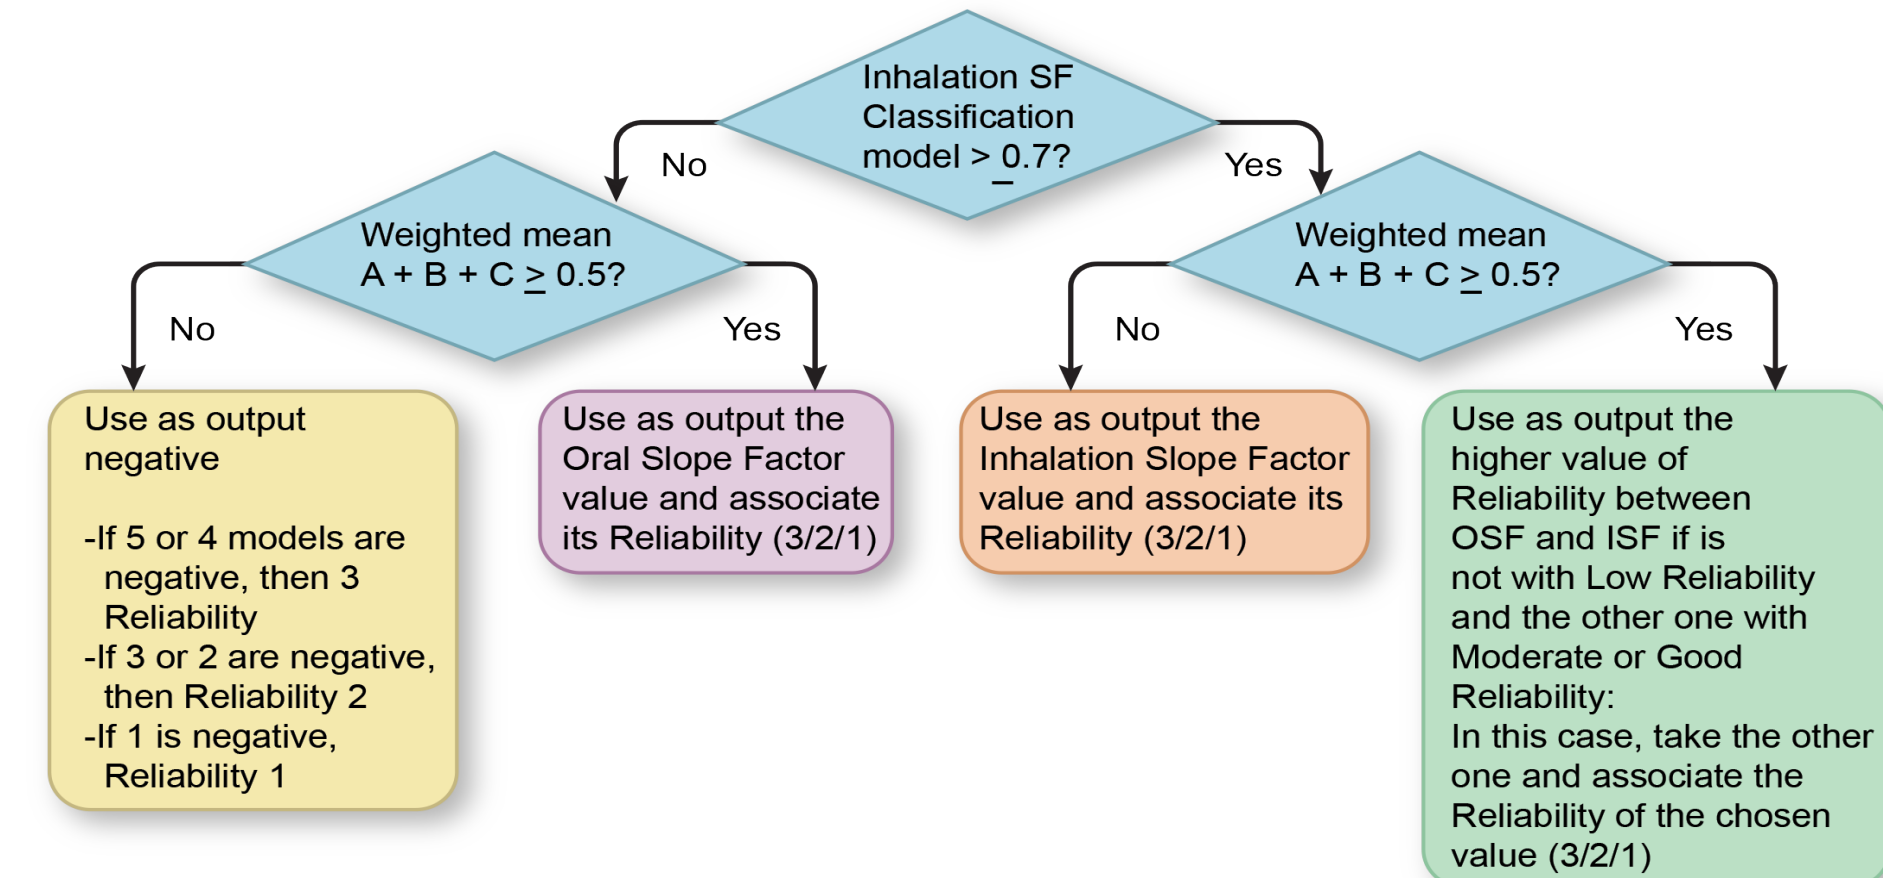 Inhalation SF
Classification
model ≥ 0.7?
No
Yes
Weighted mean
A + B + C ≥ 0.5?
Weighted mean
A + B + C ≥ 0.5?
No
Yes
No
Yes
Use as output
negative
-If 5 or 4 models are
negative, then 3
Reliability
-If 3 or 2 are negative,
then Reliability 2
-If 1 is negative,
Reliability 1
Use as output the
Oral Slope Factor
value and associate
its Reliability (3/2/1)
Use as output the
Inhalation Slope Factor
value and associate its
Reliability (3/2/1)
Use as output the
higher value of
Reliability between
OSF and ISF if is
not with Low Reliability
and the other one with
Moderate or Good
Reliability:
In this case, take the other
one and associate the
Reliability of the chosen
value (3/2/1)